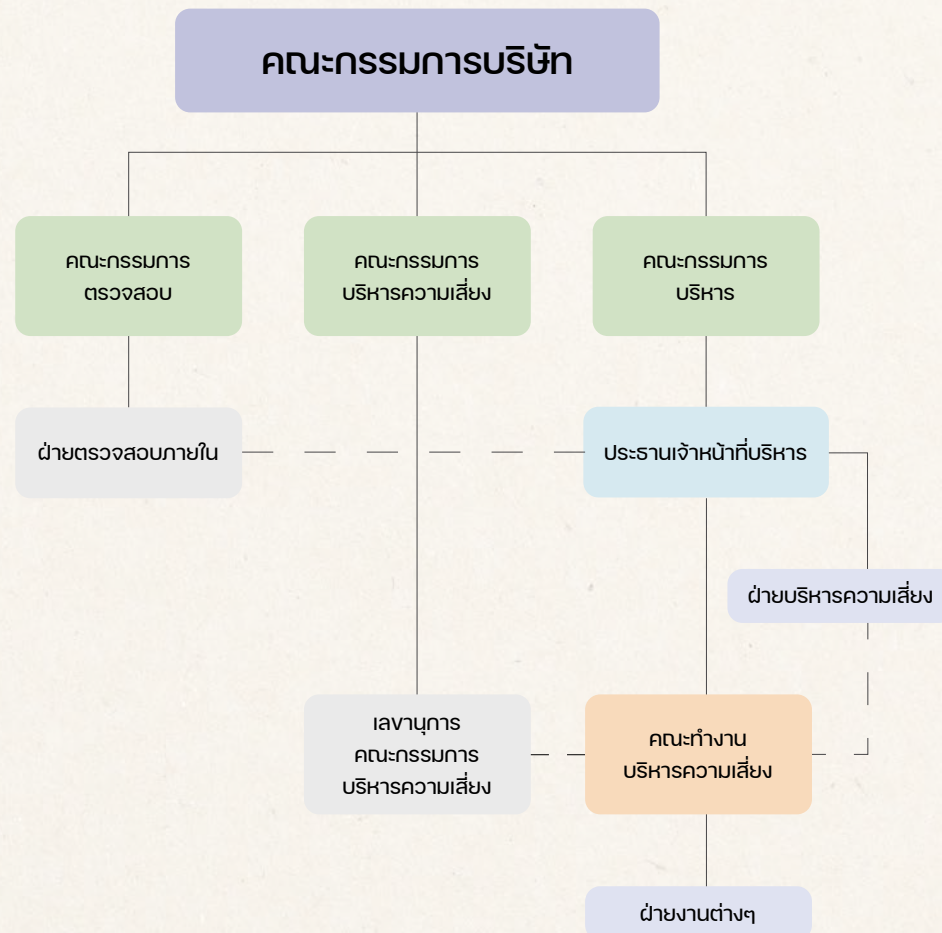 คณะกรรมการบริษัท
คณะกรรมการ
ตรวจสอบ
คณะกรรมการ
บริหารความเสี่ยง
คณะกรรมการ
บริหาร
ฝ่ายตรวจสอบภายใน
ประธานเจ้าหน้าที่บริหาร
ฝ่ายบริหารความเสี่ยง
เลขานุการ
คณะกรรมการ
บริหารความเสี่ยง
คณะทำงาน
บริหารความเสี่ยง
ฝ่ายงานต่างๆ